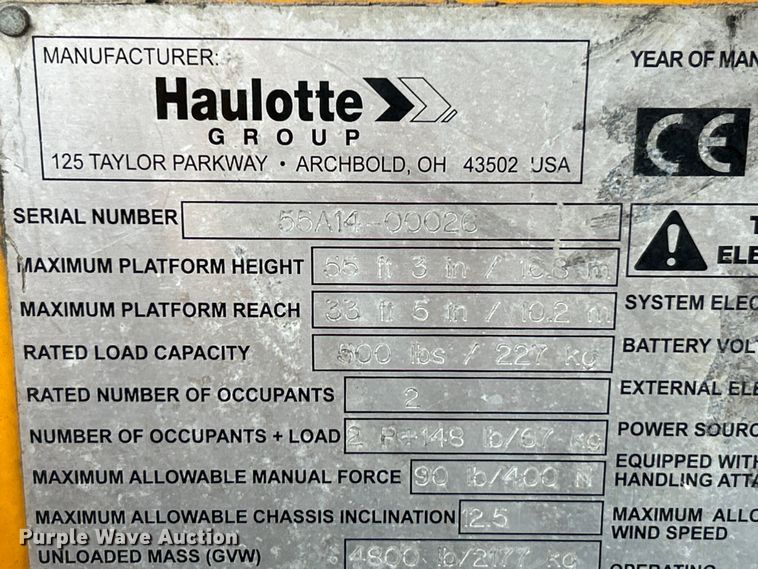 MANUFACTURER:
Haulotte
GROUP
125 TAYLOR PARKWAY • ARCHBOLD, OH 43502 USA
YEAR OF MAN
CE
SERIAL NUMBER 55A14-00026
MAXIMUM PLATFORM HEIGHT 55 ft 3 in / 16.8 m
ELE
MAXIMUM PLATFORM REACH 33 ft 5 in / 10.2 m
SYSTEM ELEC
RATED LOAD CAPACITY 500 lbs / 227 kg
BATTERY VOL
RATED NUMBER OF OCCUPANTS 2
EXTERNAL ELE
NUMBER OF OCCUPANTS + LOAD 2 P+148 lb/67 kg
POWER SOURC
MAXIMUM ALLOWABLE MANUAL FORCE 90 lb/400 N
EQUIPPED WITH
HANDLING ATTA
MAXIMUM ALLOWABLE CHASSIS INCLINATION 12.5
MAXIMUM ALLO
WIND SPEED
UNLOADED MASS (GVW) 4800 lb/2177 kg
OPERATING
Purple Wave Auction